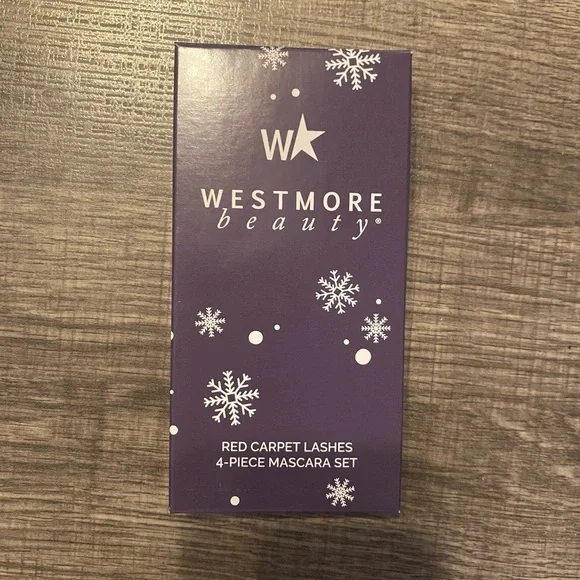 W
WESTMORE
beauty®
RED CARPET LASHES
4-PIECE MASCARA SET